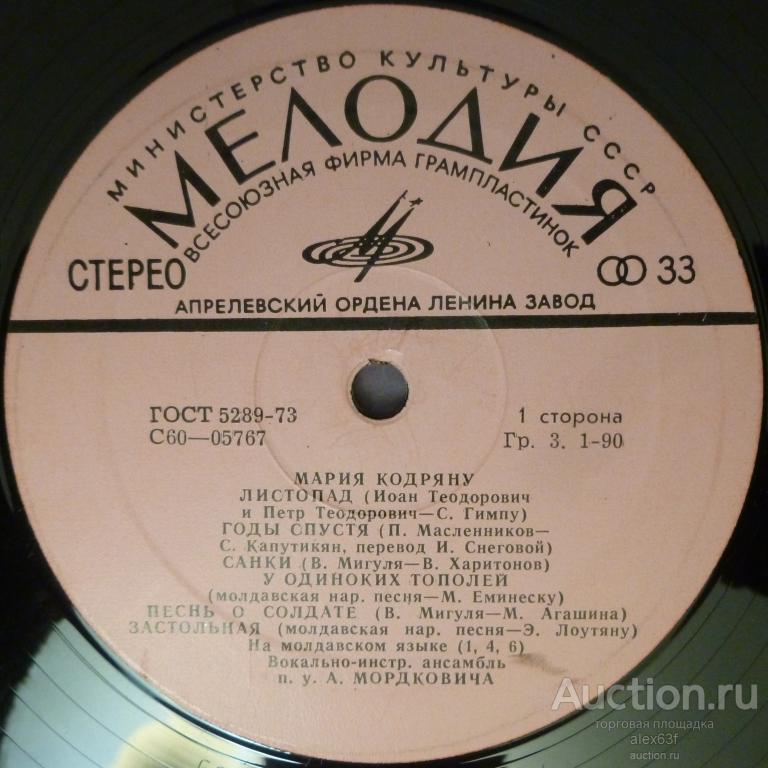 МИНИСТЕРСТВО КУЛЬТУРЫ СССР
МЕЛОДИЯ
ВСЕСОЮЗНАЯ ФИРМА ГРАМПЛАСТИНОК
СТЕРЕО
33
АПРЕЛЕВСКИЙ ОРДЕНА ЛЕНИНА ЗАВОД
ГОСТ 5289-73
С60—05767
1 сторона
Гр. 3. 1-90
МАРИЯ КОДРЯНУ
ЛИСТОПАД (Иоан Теодорович
и Петр Теодорович—С. Гимпу)
ГОДЫ СПУСТЯ (П. Масленников—
С. Капутикян, перевод И. Снеговой)
САНКИ (В. Мигуля—В. Харитонов)
У ОДИНОКИХ ТОПОЛЕЙ
(молдавская нар. песня—М. Еминеску)
ПЕСНЬ О СОЛДАТЕ (В. Мигуля—М. Агашина)
ЗАСТОЛЬНАЯ (молдавская нар. песня—Э. Лоутяну)
На молдавском языке (1, 4, 6)
Вокально-инстр. ансамбль
п. у. А. МОРДКОВИЧА
Auction.ru
торговая площадка
alex63f
auction.ru